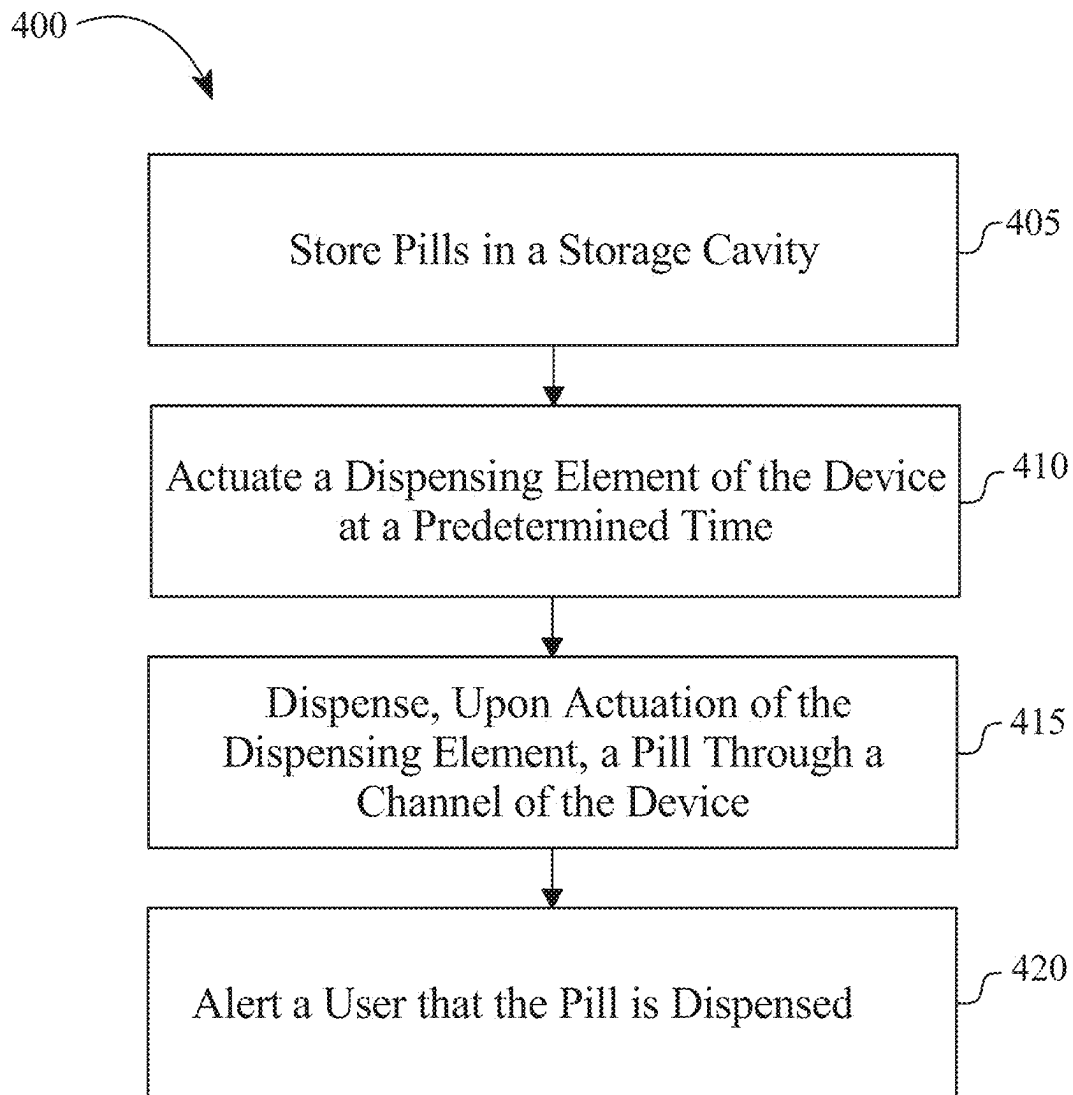 400
Store Pills in a Storage Cavity
405
Actuate a Dispensing Element of the Device
at a Predetermined Time
410
Dispense, Upon Actuation of the
Dispensing Element, a Pill Through a
Channel of the Device
415
Alert a User that the Pill is Dispensed
420